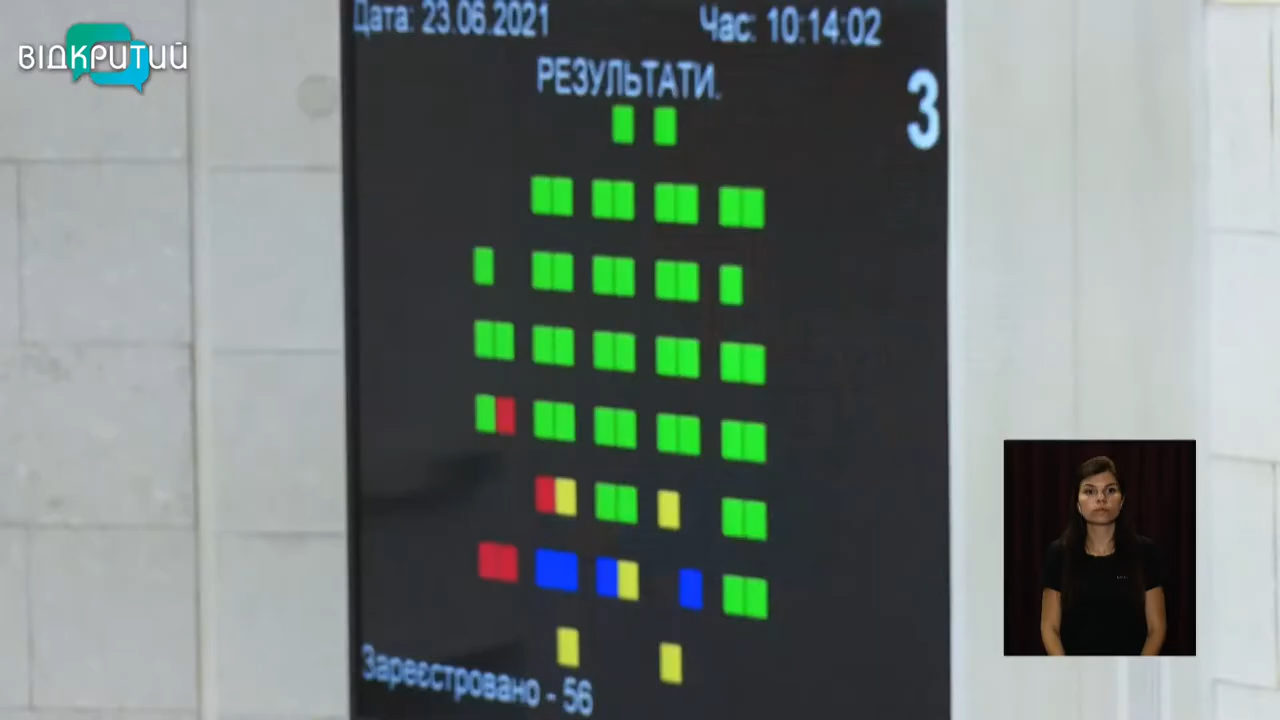 Дата: 23.06.2021 Час: 10:14:02
ВІДКРИТИЙ
РЕЗУЛЬТАТИ.
3
Зареєстровано - 56